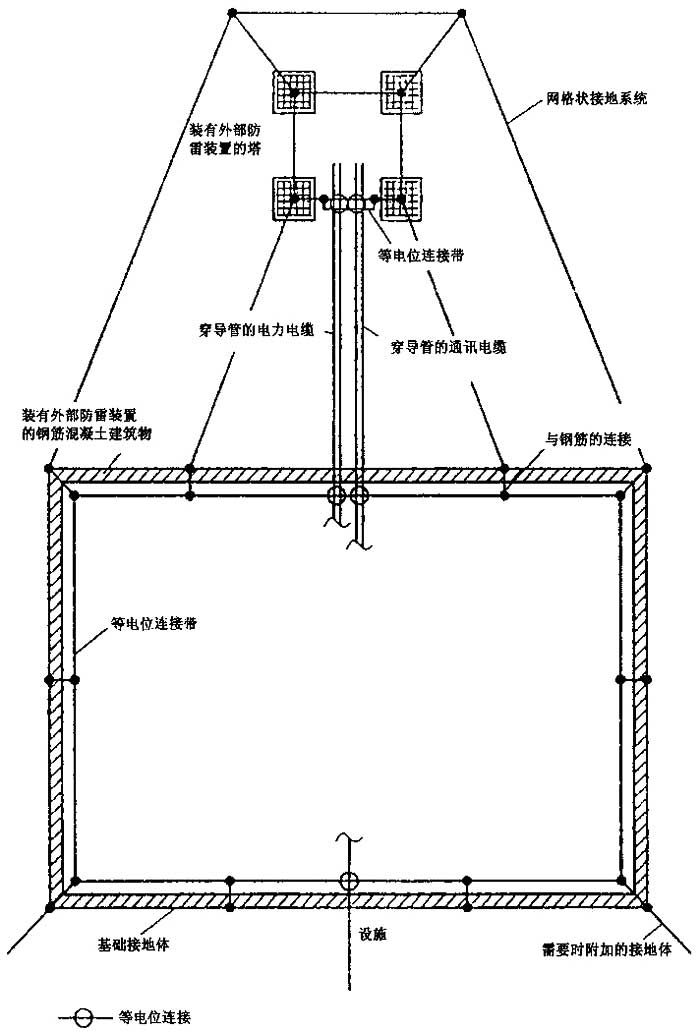 网格状接地系统
装有外部防
雷装置的塔
等电位连接带
穿导管的电力电缆
穿导管的通讯电缆
装有外部防雷装置
的钢筋混凝土建筑物
与钢筋的连接
等电位连接带
设施
基础接地体
需要时附加的接地体
等电位连接